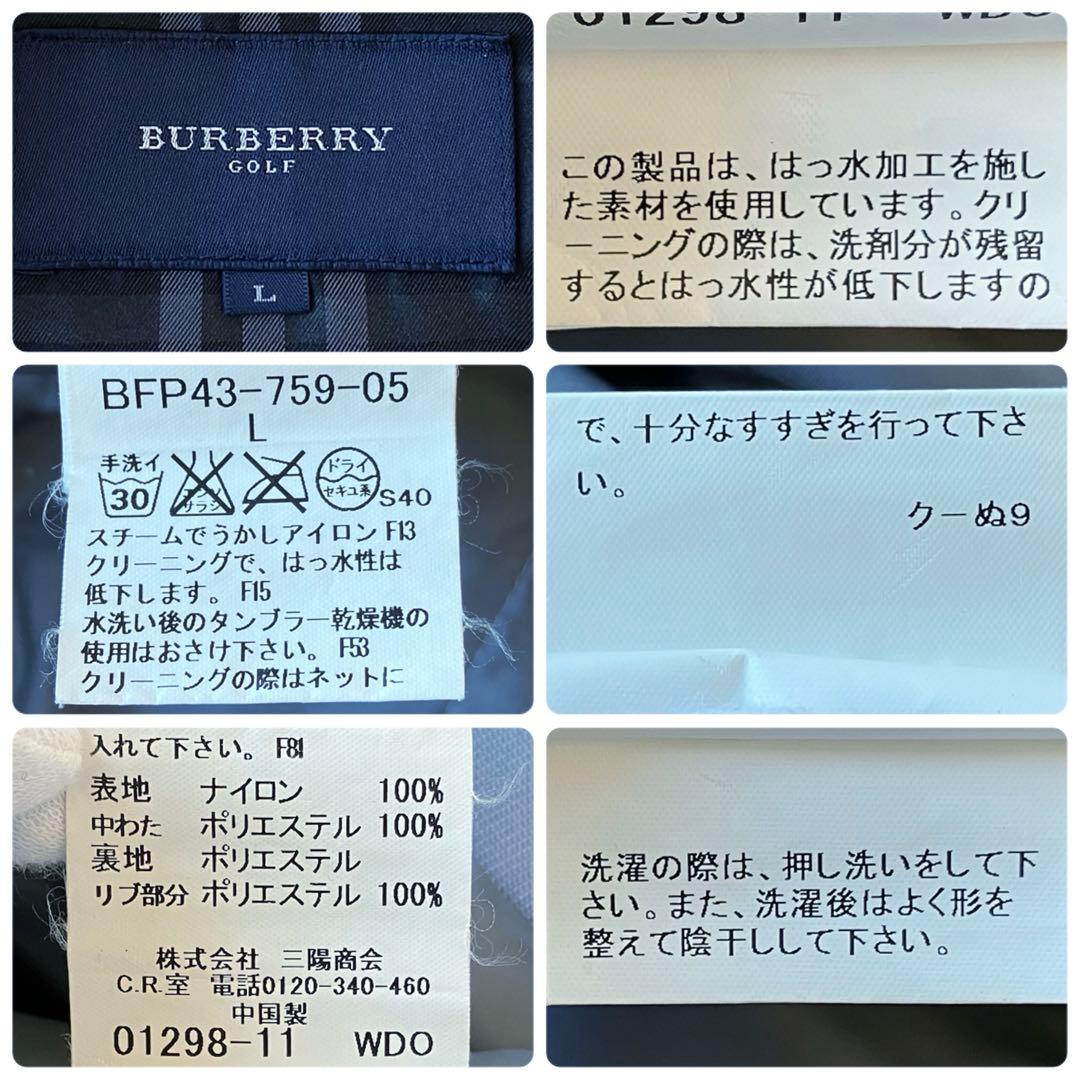 BURBERRY
GOLF
L
この製品は、はっ水加工を施し
た素材を使用しています。クリ
ーニングの際は、洗剤分が残留
するとはっ水性が低下しますの
BFP43-759-05
L
手洗イ
30
エンソ
サラシ
ドライ
セキユ系
S40
スチームでうかしアイロン F13
クリーニングで、はっ水性は
低下します。 F15
水洗い後のタンブラー乾燥機の
使用はおさけ下さい。 F53
クリーニングの際はネットに
で、十分なすすぎを行って下さ
い。
クーぬ9
入れて下さい。 F81
表地 ナイロン 100%
中わた ポリエステル 100%
裏地 ポリエステル
リブ部分 ポリエステル 100%
株式会社 三陽商会
C.R.室 電話0120-340-460
中国製
01298-11 WDO
洗濯の際は、押し洗いをして下
さい。また、洗濯後はよく形を
整えて陰干しして下さい。